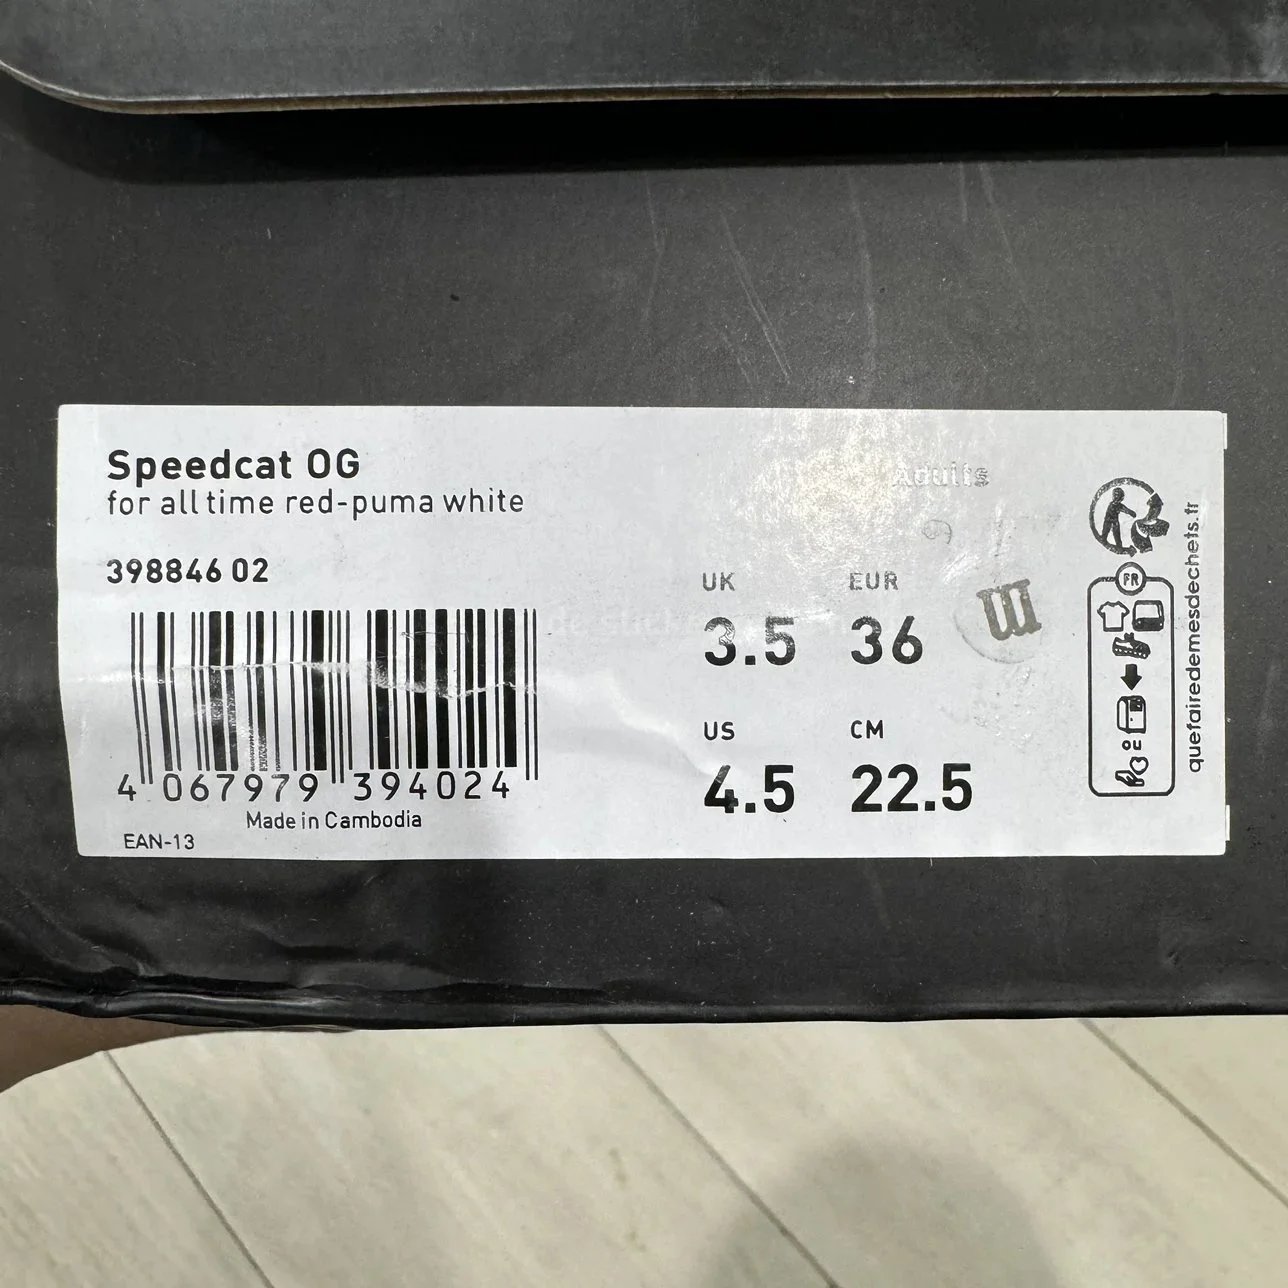 Speedcat OG
for all time red-puma white
398846 02
4 067979 394024
Made in Cambodia
EAN-13
Adults
UK
3.5
EUR
36
US
4.5
CM
22.5
FR
quefairedemesdechets.fr